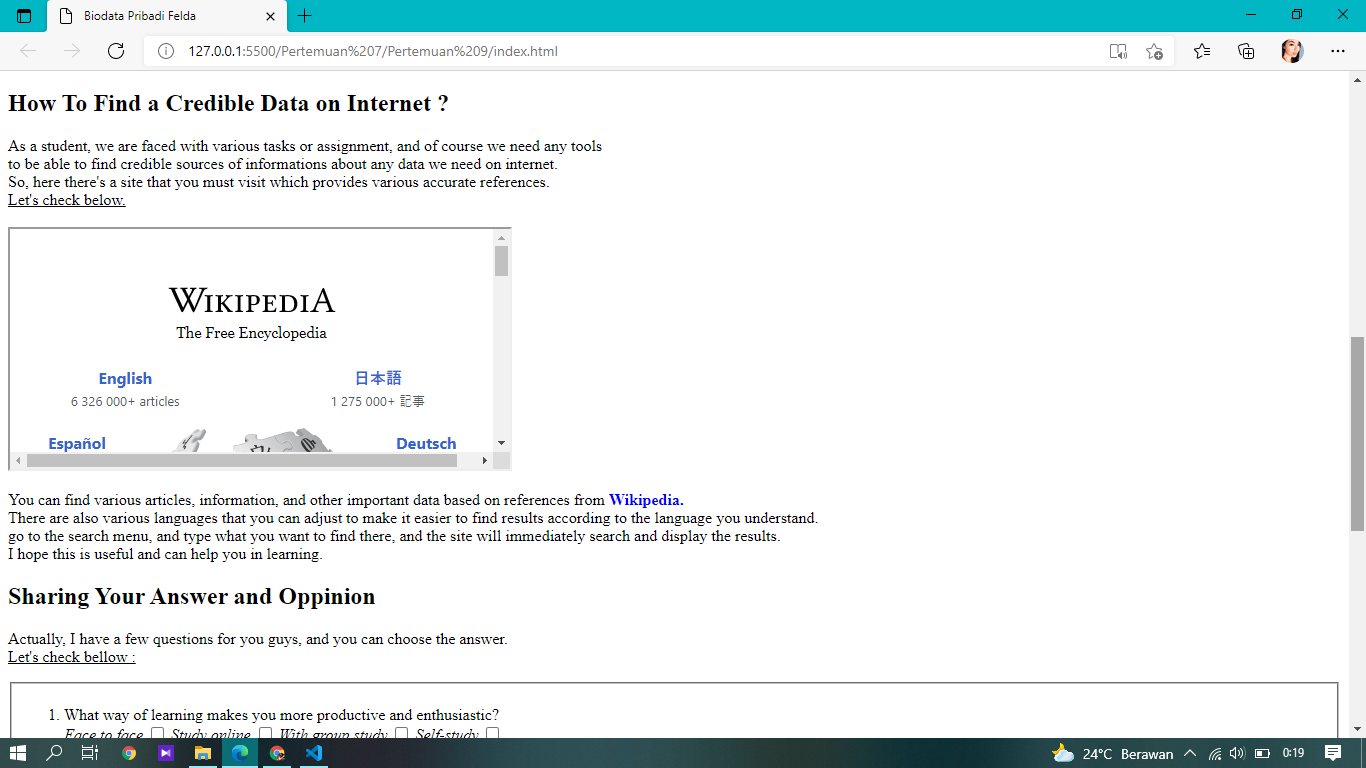 Biodata Pribadi Felda
127.0.0.1:5500/Pertemuan%207/Pertemuan%209/index.html
How To Find a Credible Data on Internet ?
As a student, we are faced with various tasks or assignment, and of course we need any tools
to be able to find credible sources of informations about any data we need on internet.
So, here there's a site that you must visit which provides various accurate references.
Let's check below.
WIKIPEDIA
The Free Encyclopedia
English 日本語
6 326 000+ articles 1 275 000+ 記事
Español Deutsch
You can find various articles, information, and other important data based on references from Wikipedia.
There are also various languages that you can adjust to make it easier to find results according to the language you understand.
go to the search menu, and type what you want to find there, and the site will immediately search and display the results.
I hope this is useful and can help you in learning.
Sharing Your Answer and Oppinion
Actually, I have a few questions for you guys, and you can choose the answer.
Let's check bellow :
1. What way of learning makes you more productive and enthusiastic?
Face to face Study online With group study Self-study
24°C Berawan 0:19